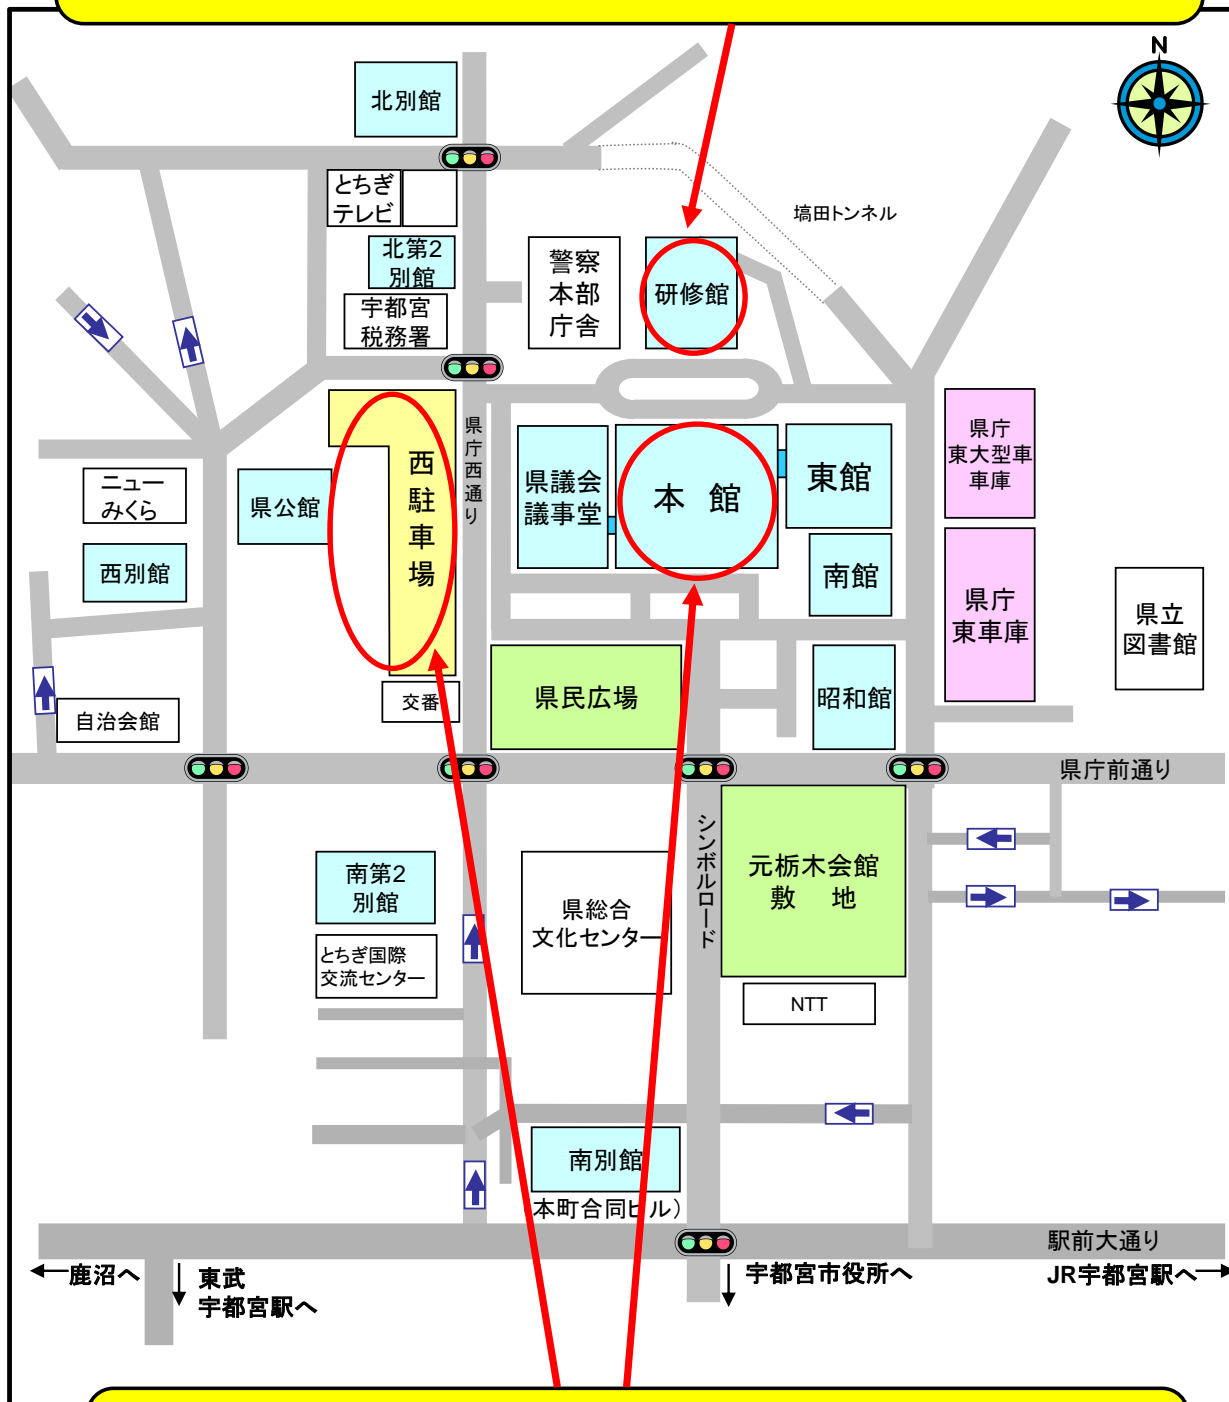 N
北別館
とちぎ
テレビ
塙田トンネル
北第2
別館
警察
本部
庁舎
研修館
宇都宮
税務署
県庁西通り
県庁
東大型車
車庫
西駐車場
ニュー
みくら
県公館
県議会
議事堂
本 館
東館
西別館
南館
県庁
東車庫
県立
図書館
県民広場
昭和館
交番
自治会館
県庁前通り
シンボルロード
元栃木会館
敷 地
南第2
別館
県総合
文化センター
とちぎ国際
交流センター
NTT
南別館
本町合同ビル）
駅前大通り
鹿沼へ
東武
宇都宮駅へ
宇都宮市役所へ
JR宇都宮駅へ